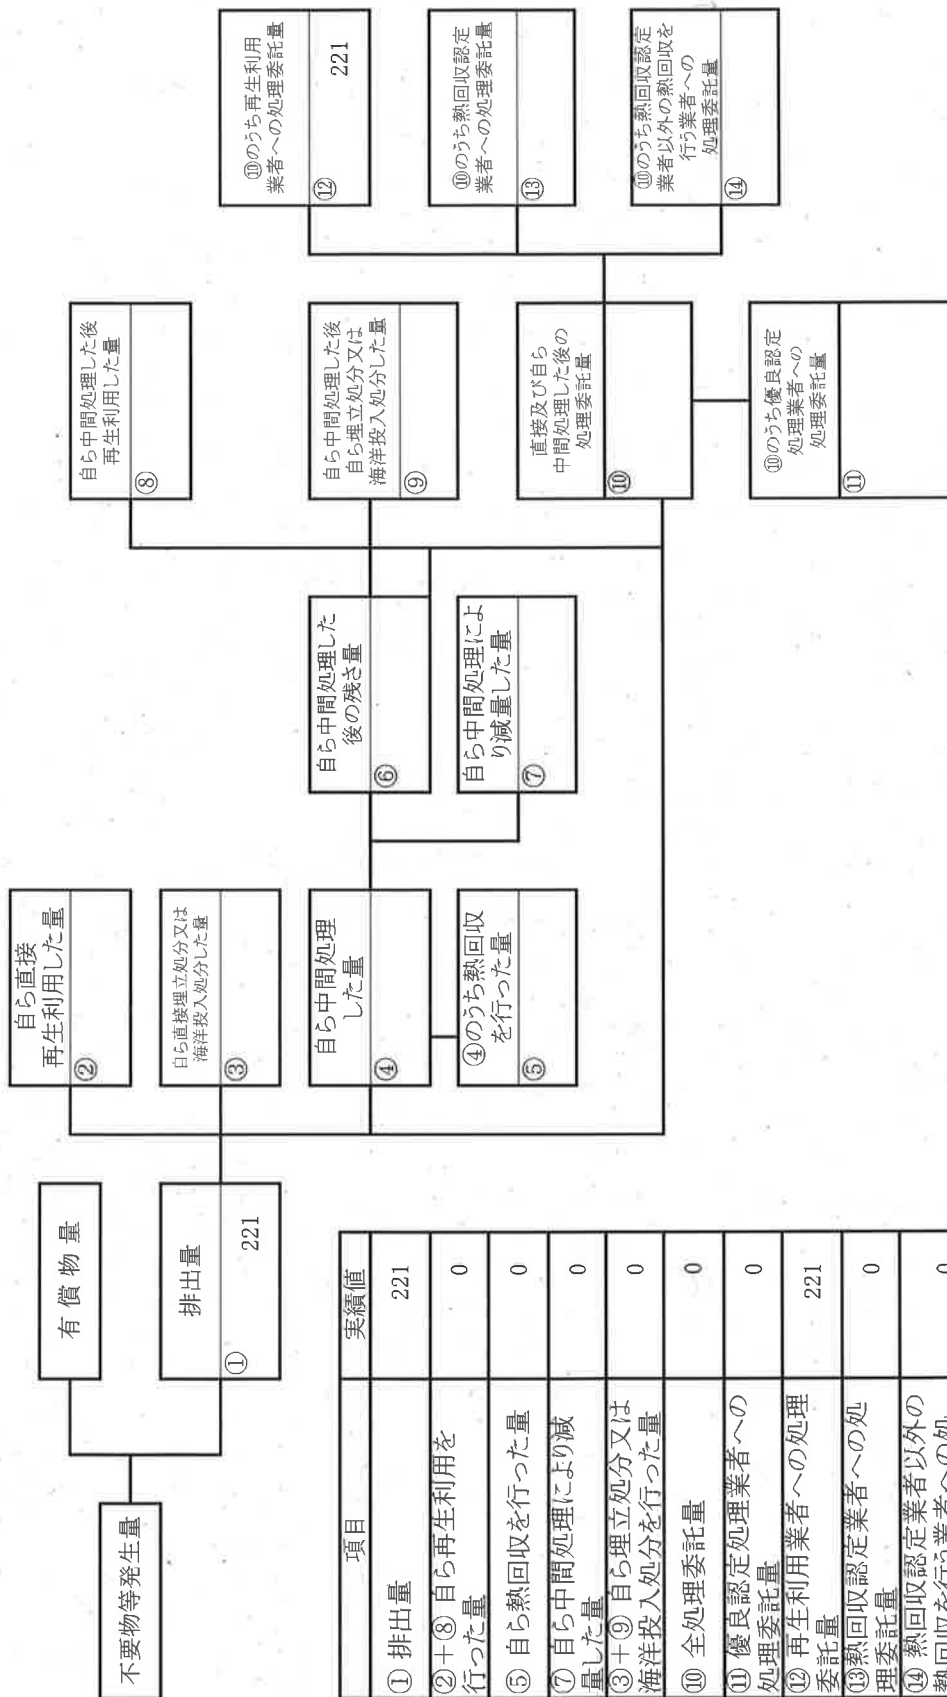 不要物等発生量
有償物量
排出量
①
221
自ら直接
再生利用した量
②
自ら直接埋立処分又は
海洋投入処分した量
③
自ら中間処理
した量
④
④のうち熱回収
を行った量
⑤
自ら中間処理した
後の残さ量
⑥
自ら中間処理によ
り減量した量
⑦
自ら中間処理した後
再生利用した量
⑧
自ら中間処理した後
自ら埋立処分又は
海洋投入処分した量
⑨
直接及び自ら
中間処理した後の
処理委託量
⑩
⑩のうち優良認定
処理業者への
処理委託量
⑪
⑩のうち再生利用
業者への処理委託量
⑫
221
⑩のうち熱回収認定
業者への処理委託量
⑬
⑩のうち熱回収認定
業者以外の熱回収を
行う業者への
処理委託量
⑭
項目 実績値
① 排出量 221
②+⑧ 自ら再生利用を
行った量 0
⑤ 自ら熱回収を行った量 0
⑦ 自ら中間処理により減
量した量 0
③+⑨ 自ら埋立処分又は
海洋投入処分を行った量 0
⑩ 全処理委託量 0
⑪ 優良認定処理業者への
処理委託量 0
⑫ 再生利用業者への処理
委託量 221
⑬熱回収認定業者への処
理委託量 0
⑭ 熱回収認定業者以外の
熱回収を行う業者への処 0